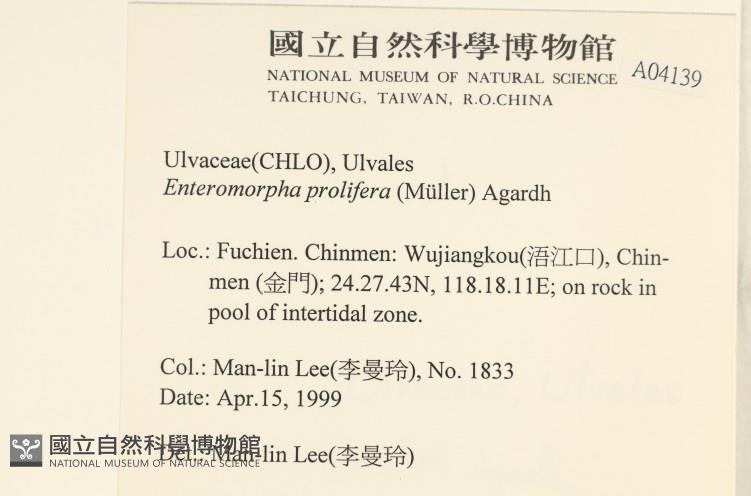 國立自然科學博物館
NATIONAL MUSEUM OF NATURAL SCIENCE
TAICHUNG, TAIWAN, R.O.CHINA
A04139
Ulvaceae(CHLO), Ulvales
Enteromorpha prolifera (Müller) Agardh
Loc.: Fuchien. Chinmen: Wujiangkou(浯江口), Chin-
men (金門); 24.27.43N, 118.18.11E; on rock in
pool of intertidal zone.
Col.: Man-lin Lee(李曼玲), No. 1833
Date: Apr.15, 1999
Det.: Man-lin Lee(李曼玲)
國立自然科學博物館
NATIONAL MUSEUM OF NATURAL SCIENCE